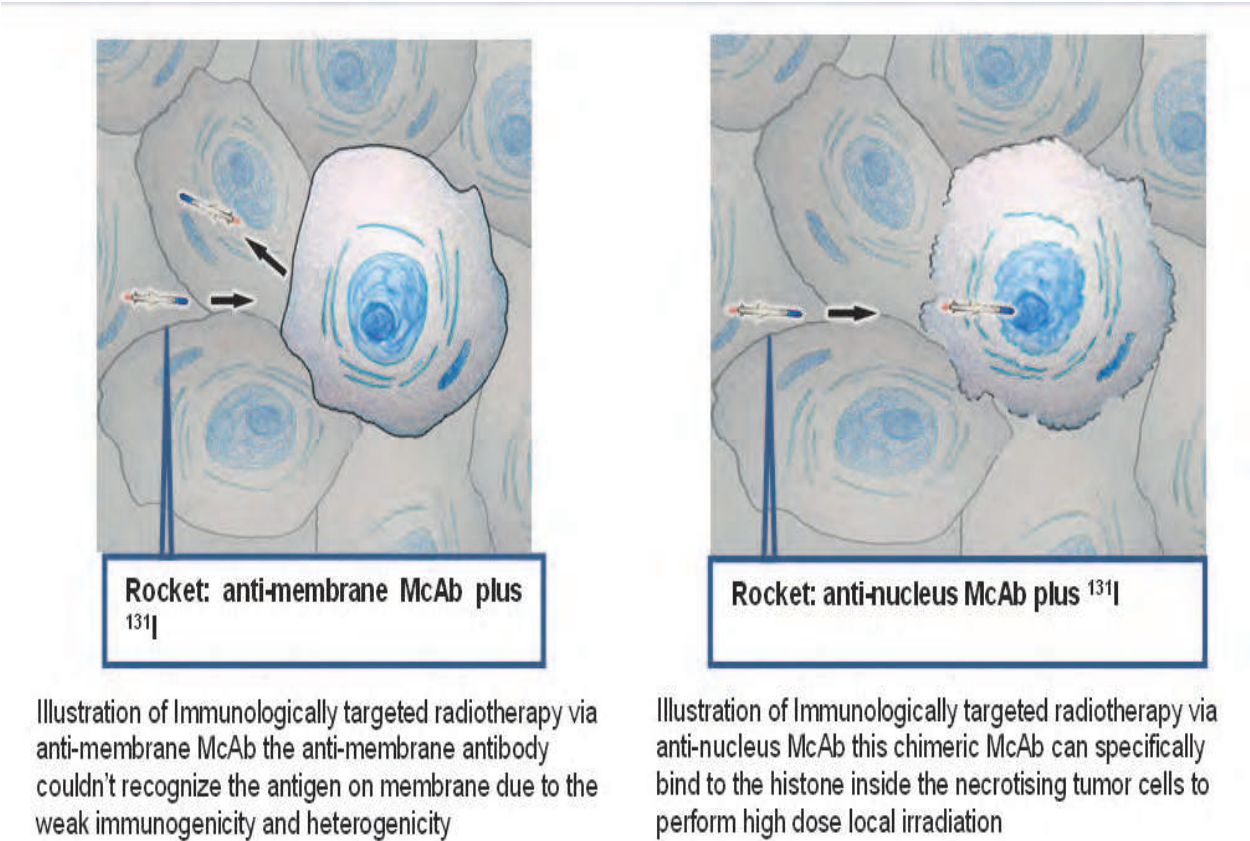 Rocket: anti-membrane McAb plus
¹³¹I
Illustration of Immunologically targeted radiotherapy via
anti-membrane McAb the anti-membrane antibody
couldn't recognize the antigen on membrane due to the
weak immunogenicity and heterogenicity
Rocket: anti-nucleus McAb plus ¹³¹I
Illustration of Immunologically targeted radiotherapy via
anti-nucleus McAb this chimeric McAb can specifically
bind to the histone inside the necrotising tumor cells to
perform high dose local irradiation